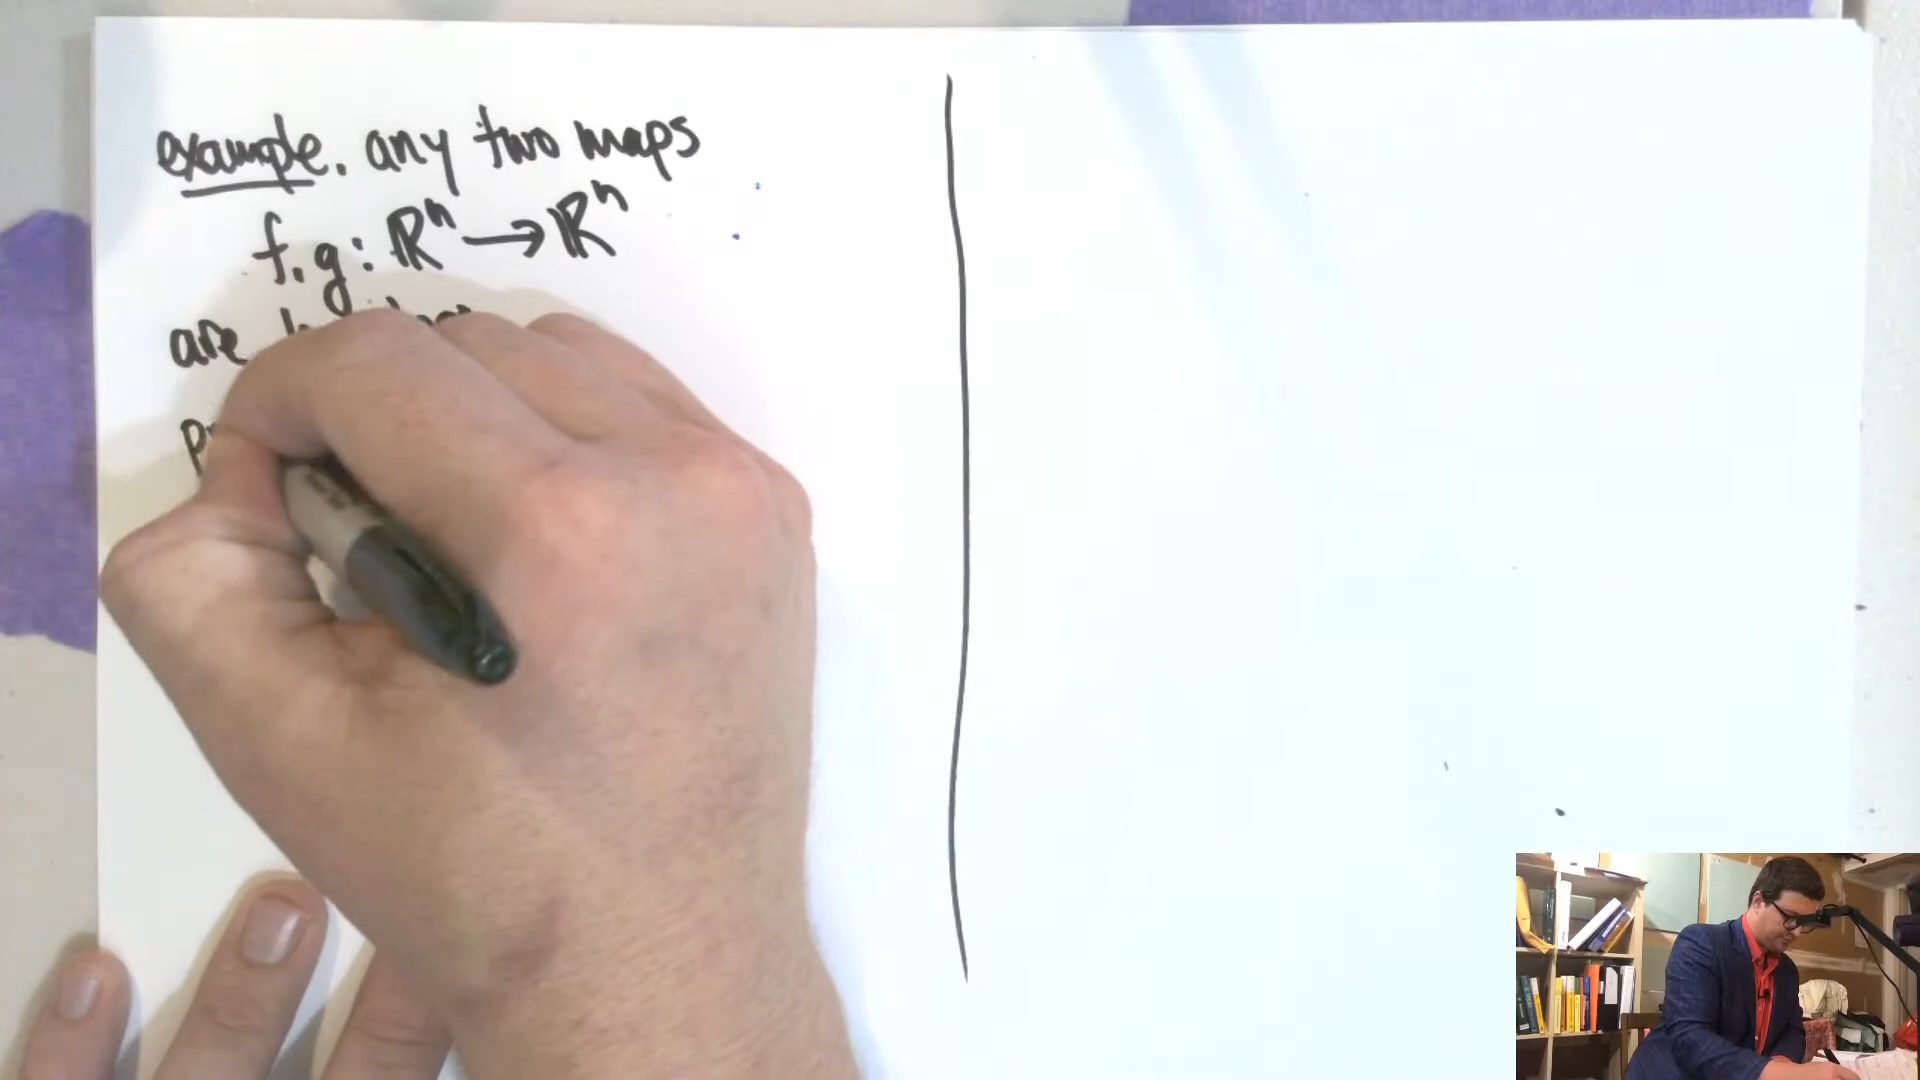 example. any two maps
f, g: ℝⁿ → ℝⁿ
are